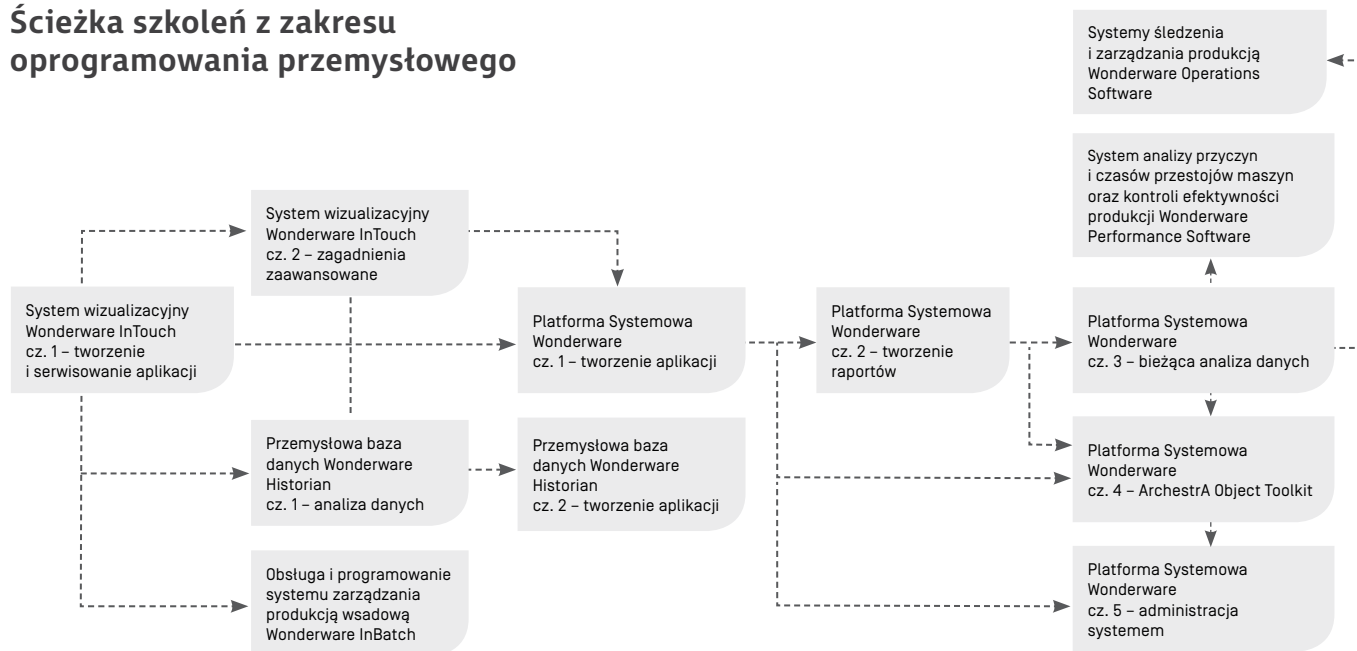 Ścieżka szkoleń z zakresu
oprogramowania przemysłowego
Systemy śledzenia
i zarządzania produkcją
Wonderware Operations
Software
System analizy przyczyn
i czasów przestojów maszyn
oraz kontroli efektywności
produkcji Wonderware
Performance Software
System wizualizacyjny
Wonderware InTouch
cz. 2 – zagadnienia
zaawansowane
System wizualizacyjny
Wonderware InTouch
cz. 1 – tworzenie
i serwisowanie aplikacji
Platforma Systemowa
Wonderware
cz. 1 – tworzenie aplikacji
Platforma Systemowa
Wonderware
cz. 2 – tworzenie
raportów
Platforma Systemowa
Wonderware
cz. 3 – bieżąca analiza danych
Przemysłowa baza
danych Wonderware
Historian
cz. 1 – analiza danych
Przemysłowa baza
danych Wonderware
Historian
cz. 2 – tworzenie aplikacji
Platforma Systemowa
Wonderware
cz. 4 – ArchestrA Object Toolkit
Obsługa i programowanie
systemu zarządzania
produkcją wsadową
Wonderware InBatch
Platforma Systemowa
Wonderware
cz. 5 – administracja
systemem